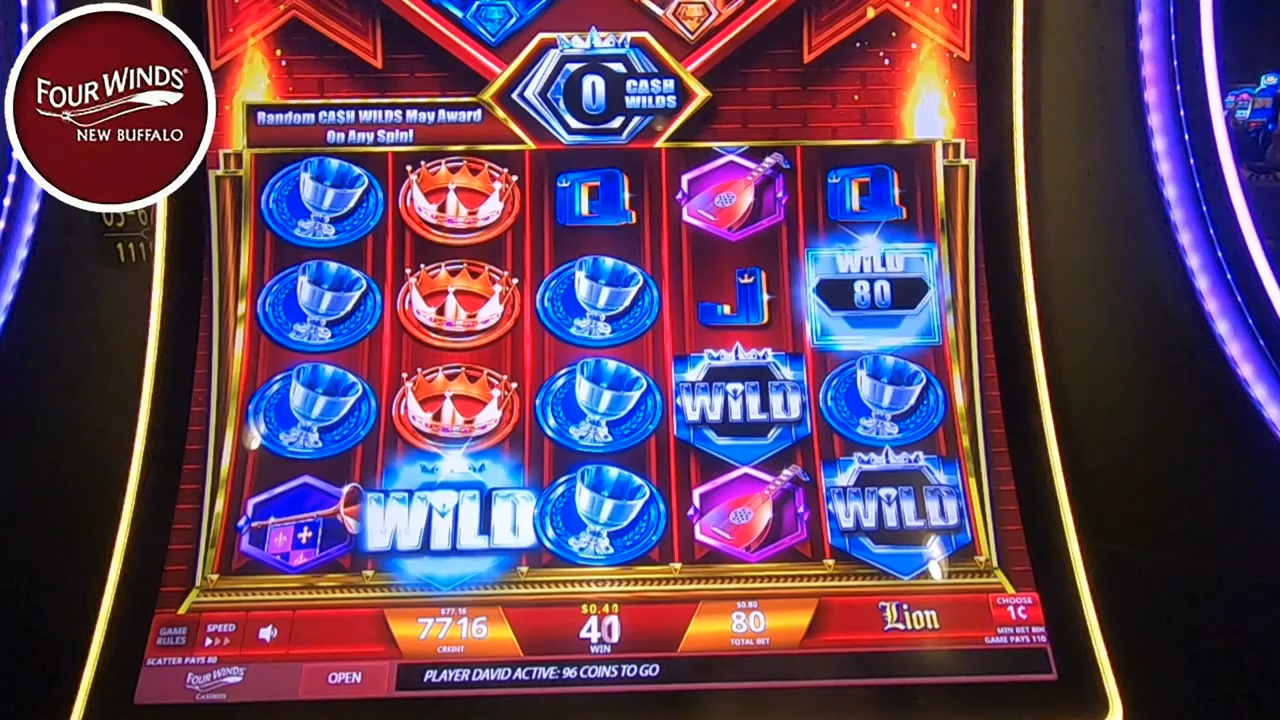 FOUR WINDS®
NEW BUFFALO
0
CA$H
WILDS
Random CA$H WILDS May Award
On Any Spin!
111
Q
Q
WILD
80
J
WILD
WILD
WILD
GAME
RULES
SPEED
$77.16
7716
CREDIT
$0.40
40
WIN
$0.80
80
TOTAL BET
Lion
CHOOSE
1¢
MIN BET 80¢
GAME PAYS 110
SCATTER PAYS 80
FOUR WINDS
CASINOS
OPEN
PLAYER DAVID ACTIVE: 96 COINS TO GO